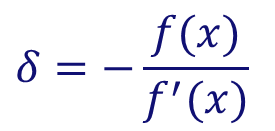 δ = − f(x) / f′(x)